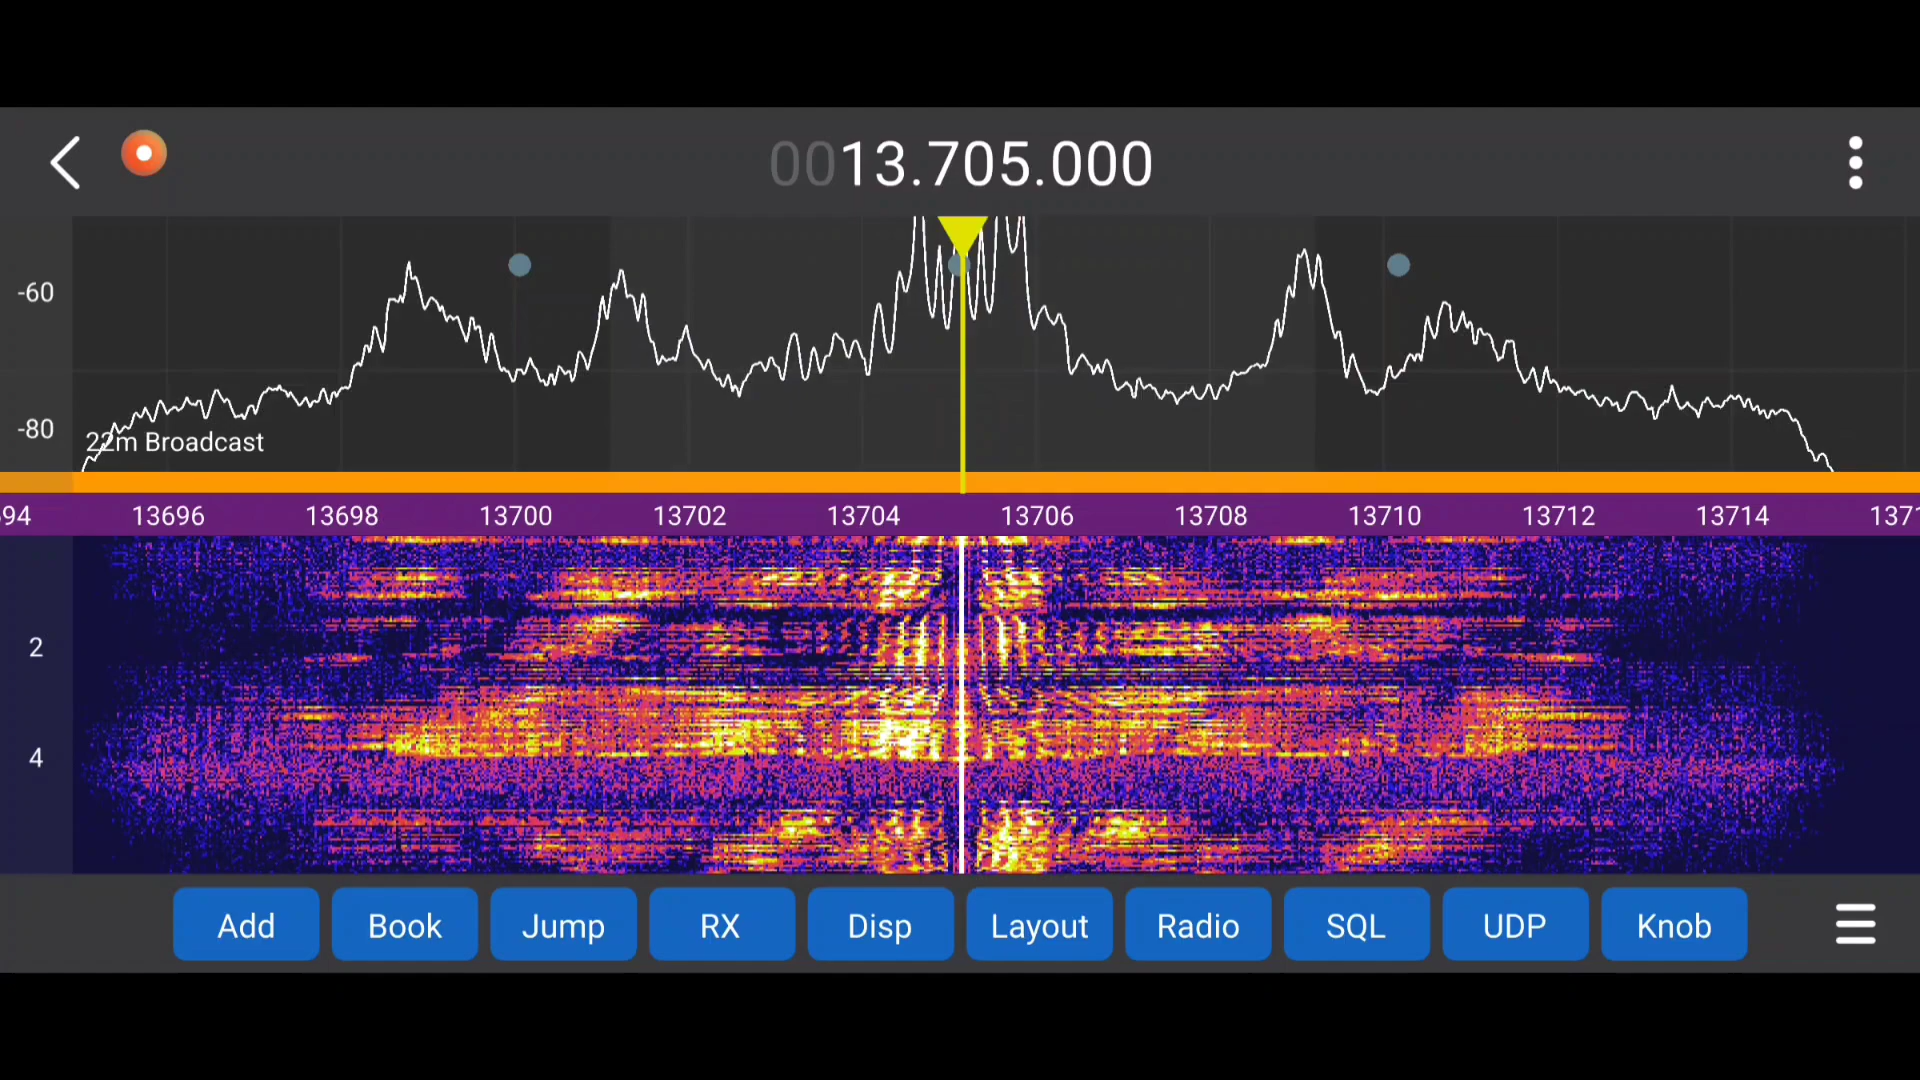 0013.705.000
-60
-80
22m Broadcast
94 13696 13698 13700 13702 13704 13706 13708 13710 13712 13714 1371
2
4
Add Book Jump RX Disp Layout Radio SQL UDP Knob